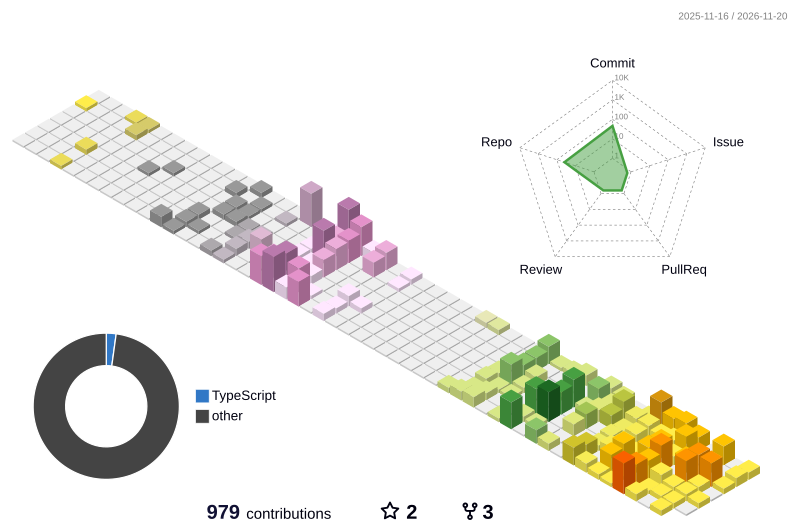 2025-11-16 / 2026-11-20
Commit
10K
1K
100
10
1
Repo
Issue
Review
PullReq
TypeScript
other
979 contributions
2
3